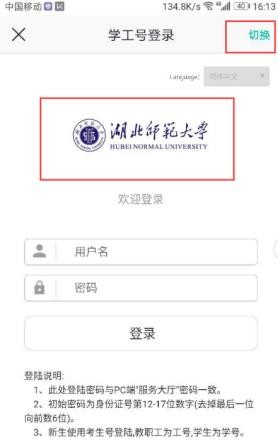 中国移动 134.8K/s 40 16:13
学工号登录 切换
Language: 简体中文
湖北师范大学
HUBEI NORMAL UNIVERSITY
欢迎登录
用户名
密码
登录
登陆说明:
1、此处登陆密码与PC端"服务大厅"密码一致。
2、初始密码为身份证号第12-17位数字(去掉最后一位
向前数6位)。
3、新生使用考生号登陆,教职工为工号,学生为学号。